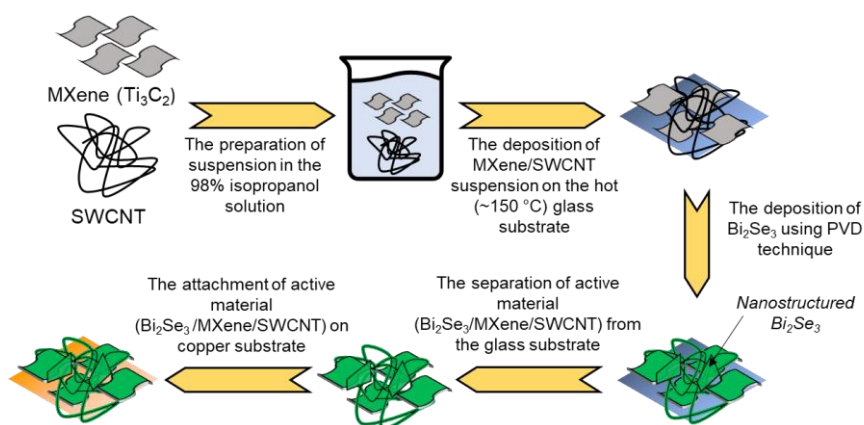 MXene (Ti₃C₂)
SWCNT
The preparation of
suspension in the
98% isopropanol
solution
The deposition of
MXene/SWCNT
suspension on the hot
(~150 °C) glass
substrate
The deposition of
Bi₂Se₃ using PVD
technique
Nanostructured
Bi₂Se₃
The separation of active
material
(Bi₂Se₃/MXene/SWCNT) from
the glass substrate
The attachment of active
material
(Bi₂Se₃/MXene/SWCNT) on
copper substrate